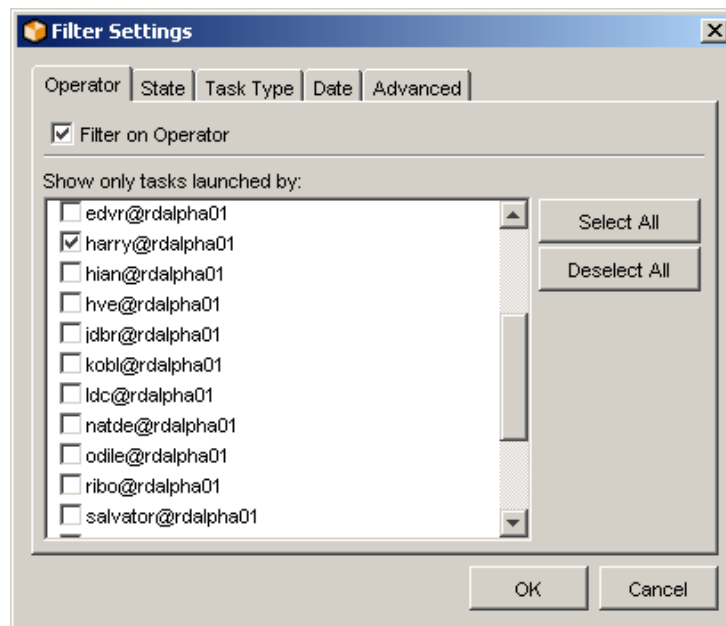 Filter Settings
Operator State Task Type Date Advanced
Filter on Operator
Show only tasks launched by:
edvr@rdalpha01
harry@rdalpha01
hian@rdalpha01
hve@rdalpha01
jdbr@rdalpha01
kobl@rdalpha01
ldc@rdalpha01
natde@rdalpha01
odile@rdalpha01
ribo@rdalpha01
salvator@rdalpha01
Select All
Deselect All
OK Cancel